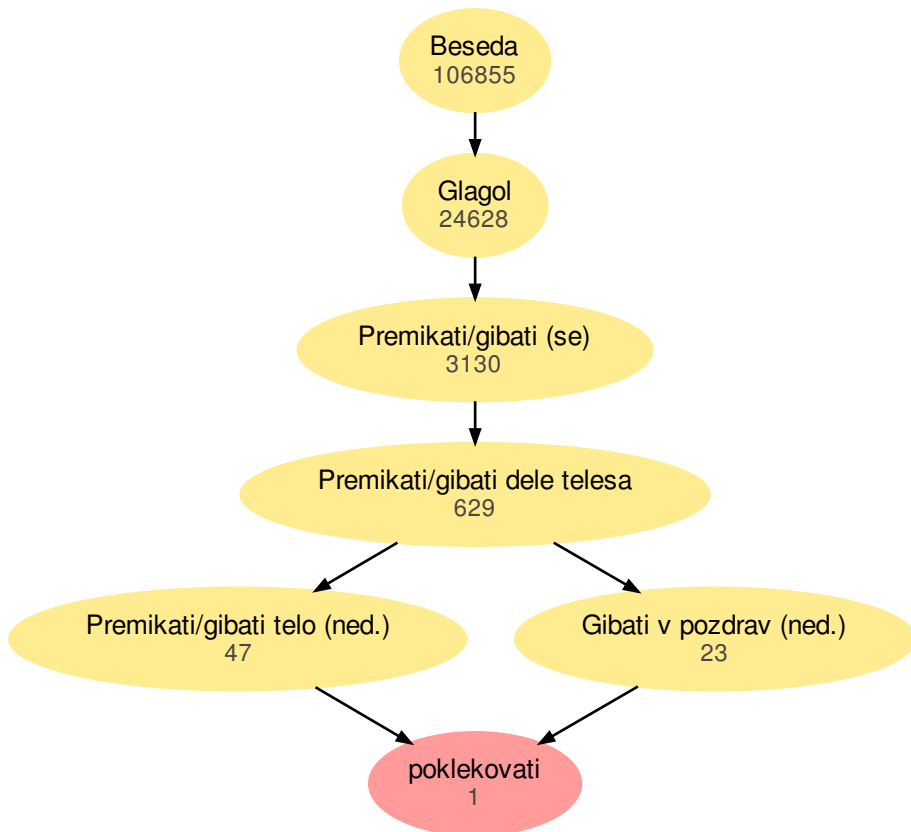 Beseda
106855
Glagol
24628
Premikati/gibati (se)
3130
Premikati/gibati dele telesa
629
Premikati/gibati telo (ned.)
47
Gibati v pozdrav (ned.)
23
poklekovati
1